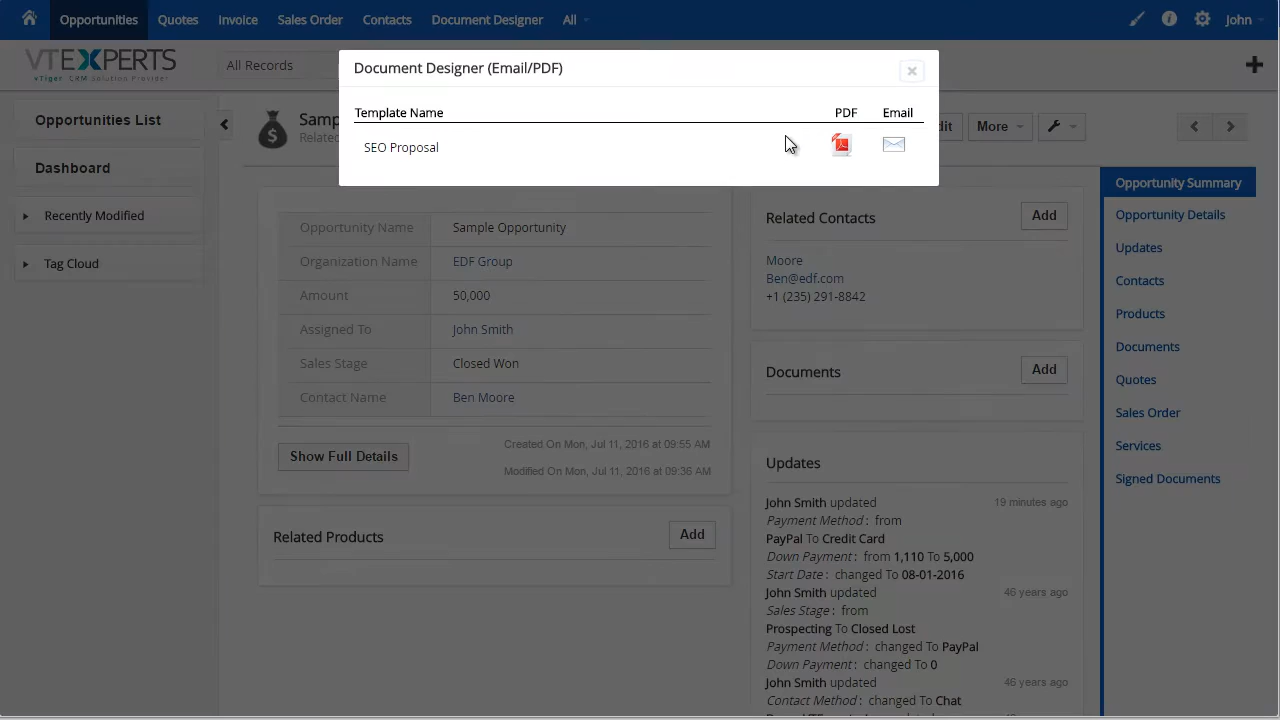 Opportunities Quotes Invoice Sales Order Contacts Document Designer All John
VTEXPERTS
xTiger CRM Solution Provider
All Records
Document Designer (Email/PDF)
Template Name PDF Email
SEO Proposal
Opportunities List
Dashboard
Recently Modified
Tag Cloud
Samp
Relate
dit More
Opportunity Name Sample Opportunity
Organization Name EDF Group
Amount 50,000
Assigned To John Smith
Sales Stage Closed Won
Contact Name Ben Moore
Show Full Details
Created On Mon, Jul 11, 2016 at 09:55 AM
Modified On Mon, Jul 11, 2016 at 09:36 AM
Related Products Add
Related Contacts Add
Moore
Ben@edf.com
+1 (235) 291-8842
Documents Add
Updates
John Smith updated 19 minutes ago
Payment Method : from
PayPal To Credit Card
Down Payment : from 1,110 To 5,000
Start Date : changed To 08-01-2016
John Smith updated 46 years ago
Sales Stage : from
Prospecting To Closed Lost
Payment Method : changed To PayPal
Down Payment : changed To 0
John Smith updated 46 years ago
Contact Method : changed To Chat
Opportunity Summary
Opportunity Details
Updates
Contacts
Products
Documents
Quotes
Sales Order
Services
Signed Documents